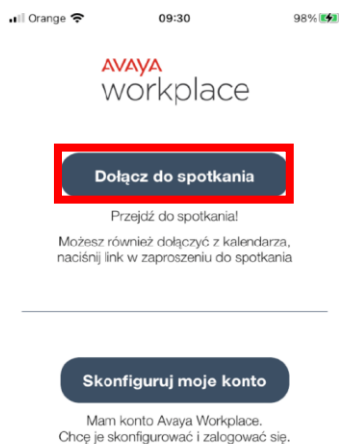 Orange 09:30 98%
AVAYA
workplace
Dołącz do spotkania
Przejdź do spotkania!
Możesz również dołączyć z kalendarza,
naciśnij link w zaproszeniu do spotkania
Skonfiguruj moje konto
Mam konto Avaya Workplace.
Chcę je skonfigurować i zalogować się.